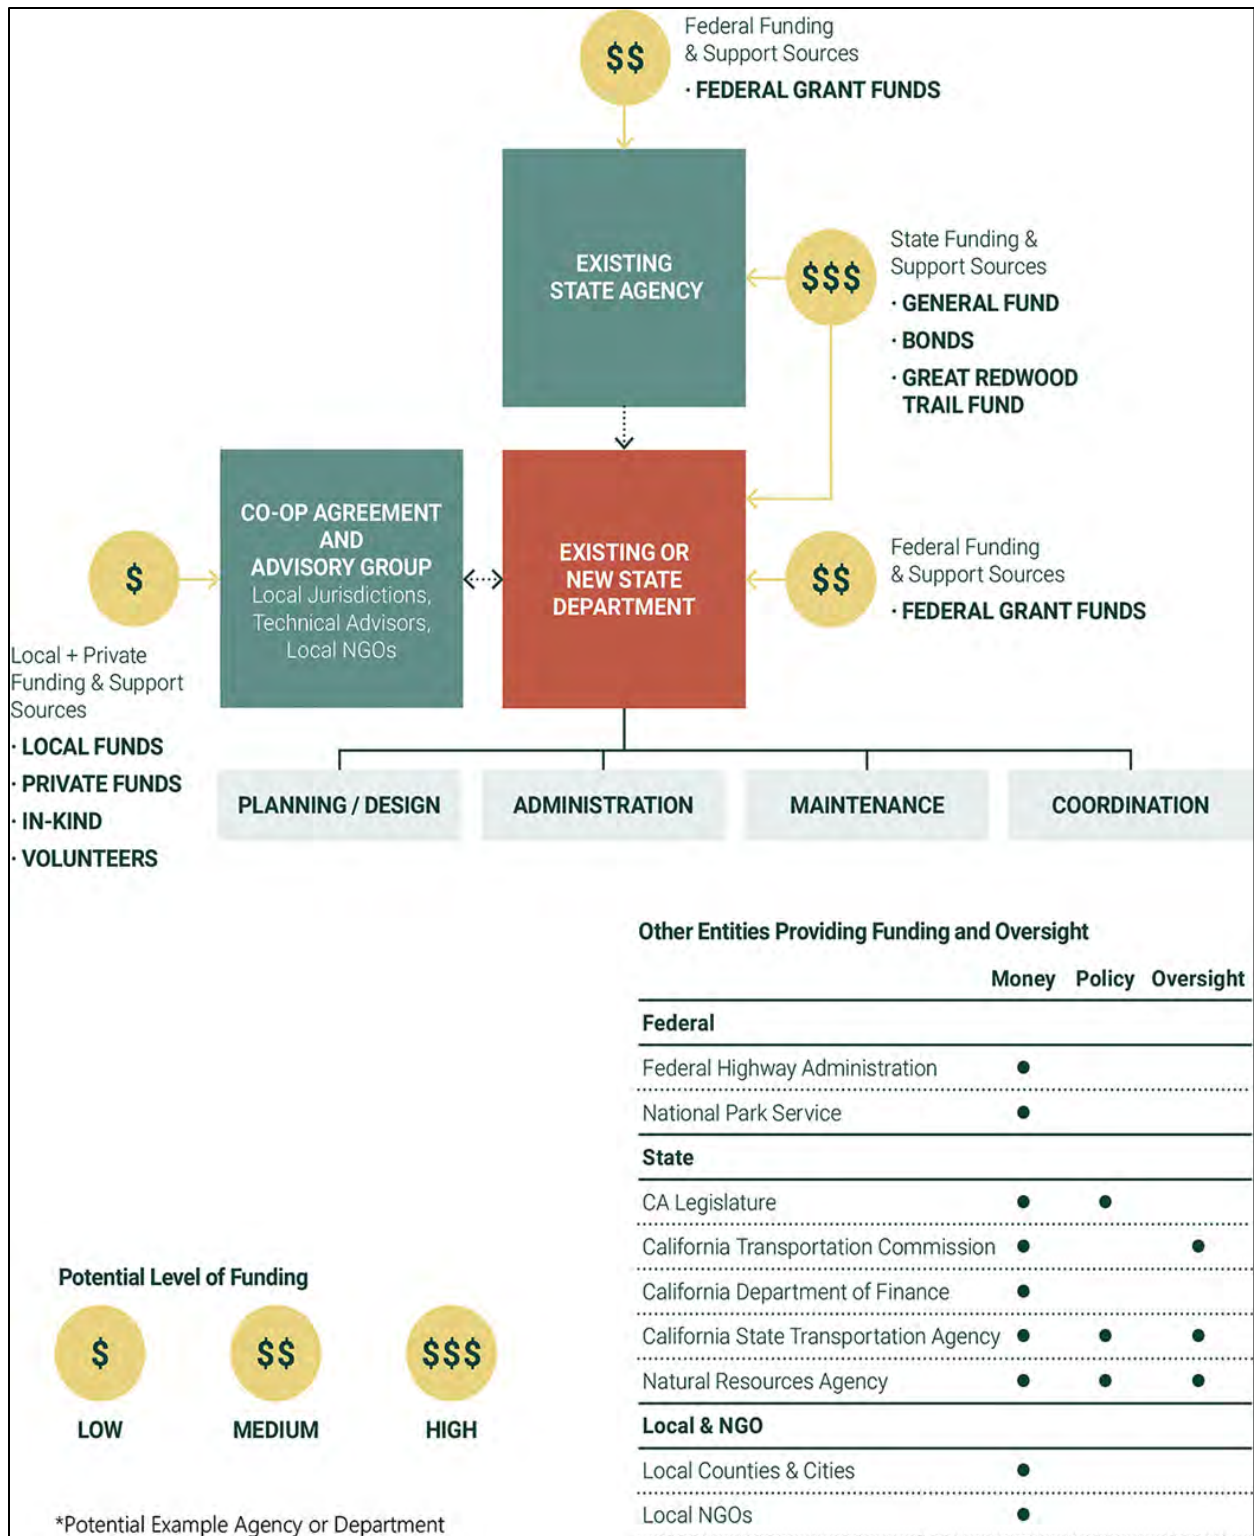 $$
Federal Funding
& Support Sources
· FEDERAL GRANT FUNDS
EXISTING
STATE AGENCY
$$$
State Funding &
Support Sources
· GENERAL FUND
· BONDS
· GREAT REDWOOD
TRAIL FUND
$
Local + Private
Funding & Support
Sources
· LOCAL FUNDS
· PRIVATE FUNDS
· IN-KIND
· VOLUNTEERS
CO-OP AGREEMENT
AND
ADVISORY GROUP
Local Jurisdictions,
Technical Advisors,
Local NGOs
EXISTING OR
NEW STATE
DEPARTMENT
$$
Federal Funding
& Support Sources
· FEDERAL GRANT FUNDS
PLANNING / DESIGN
ADMINISTRATION
MAINTENANCE
COORDINATION
Other Entities Providing Funding and Oversight
Money Policy Oversight
Federal
Federal Highway Administration ●
National Park Service ●
State
CA Legislature ● ●
California Transportation Commission ● ●
California Department of Finance ●
California State Transportation Agency ● ● ●
Natural Resources Agency ● ● ●
Local & NGO
Local Counties & Cities ●
Local NGOs ●
Potential Level of Funding
$ $$ $$$
LOW MEDIUM HIGH
*Potential Example Agency or Department